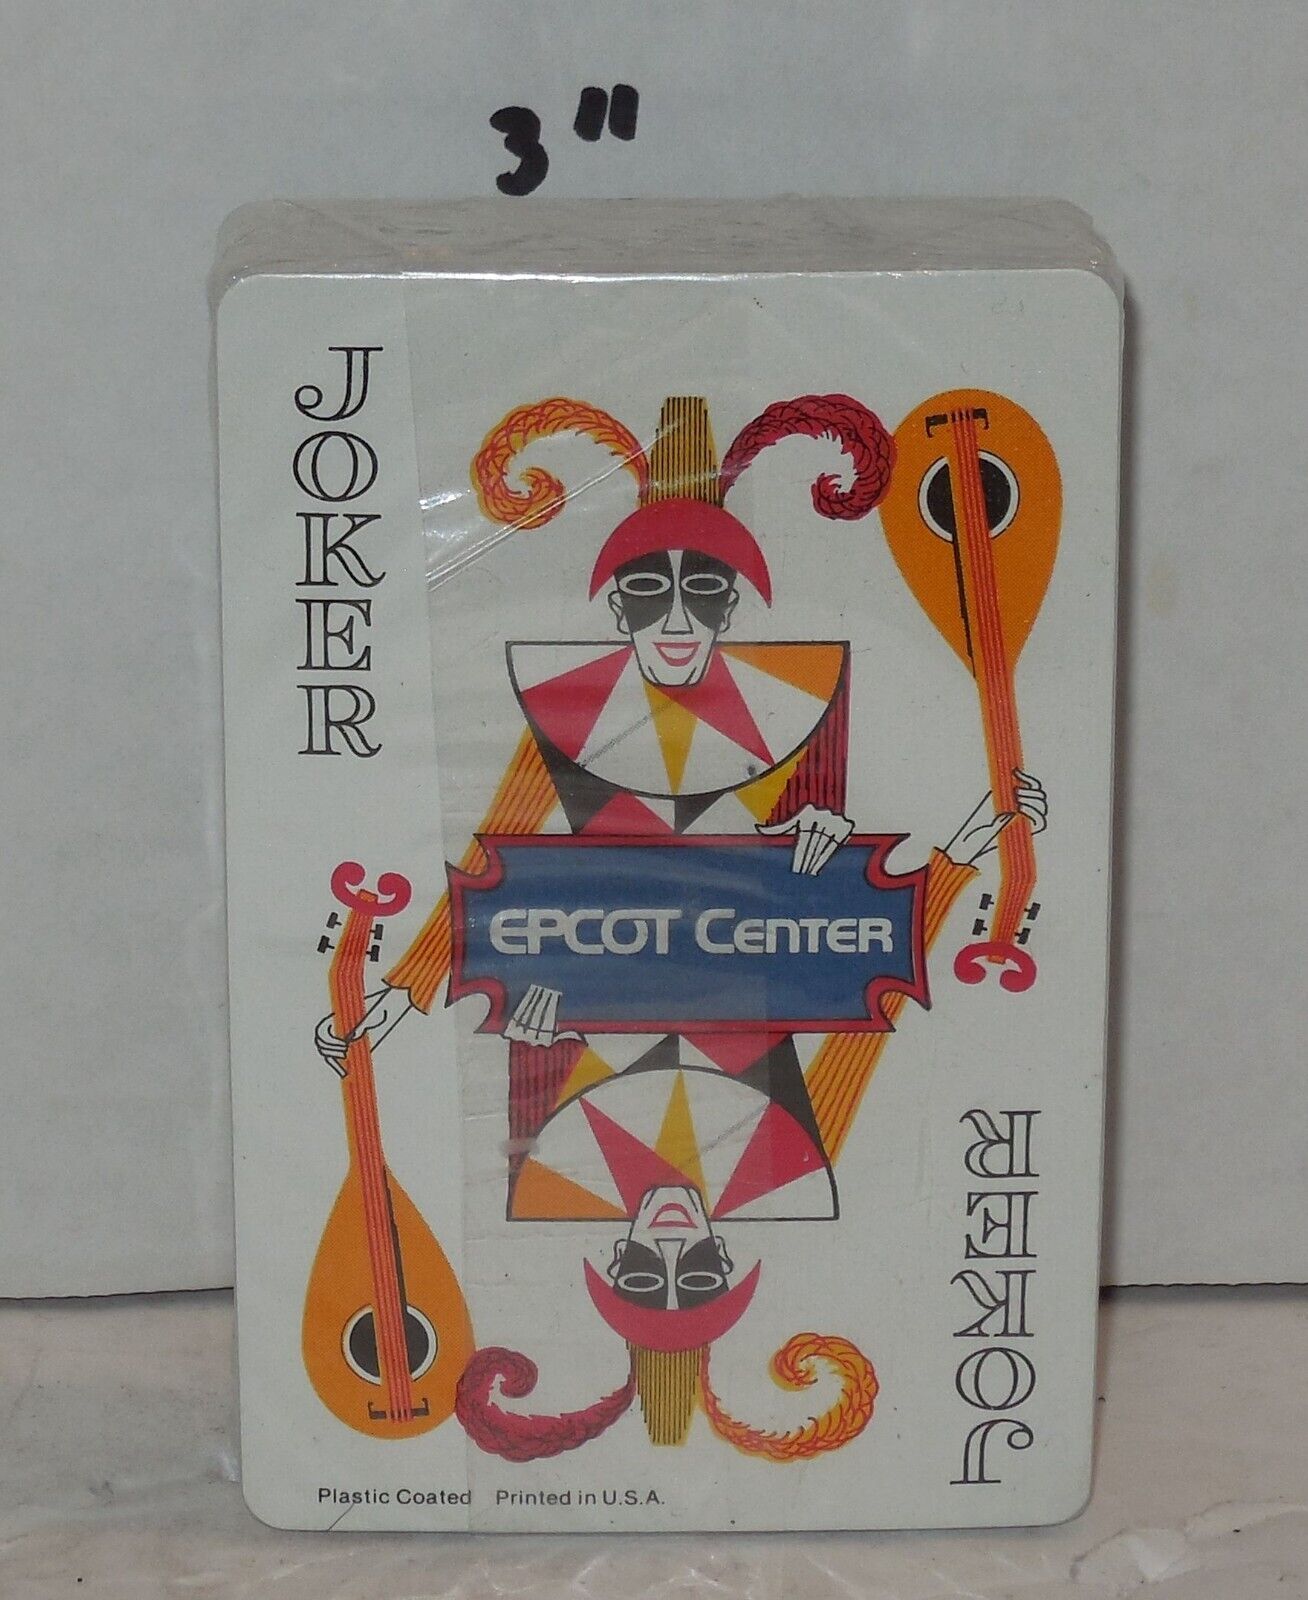 3"
JOKER
EPCOT CENTER
JOKER
Plastic Coated Printed in U.S.A.